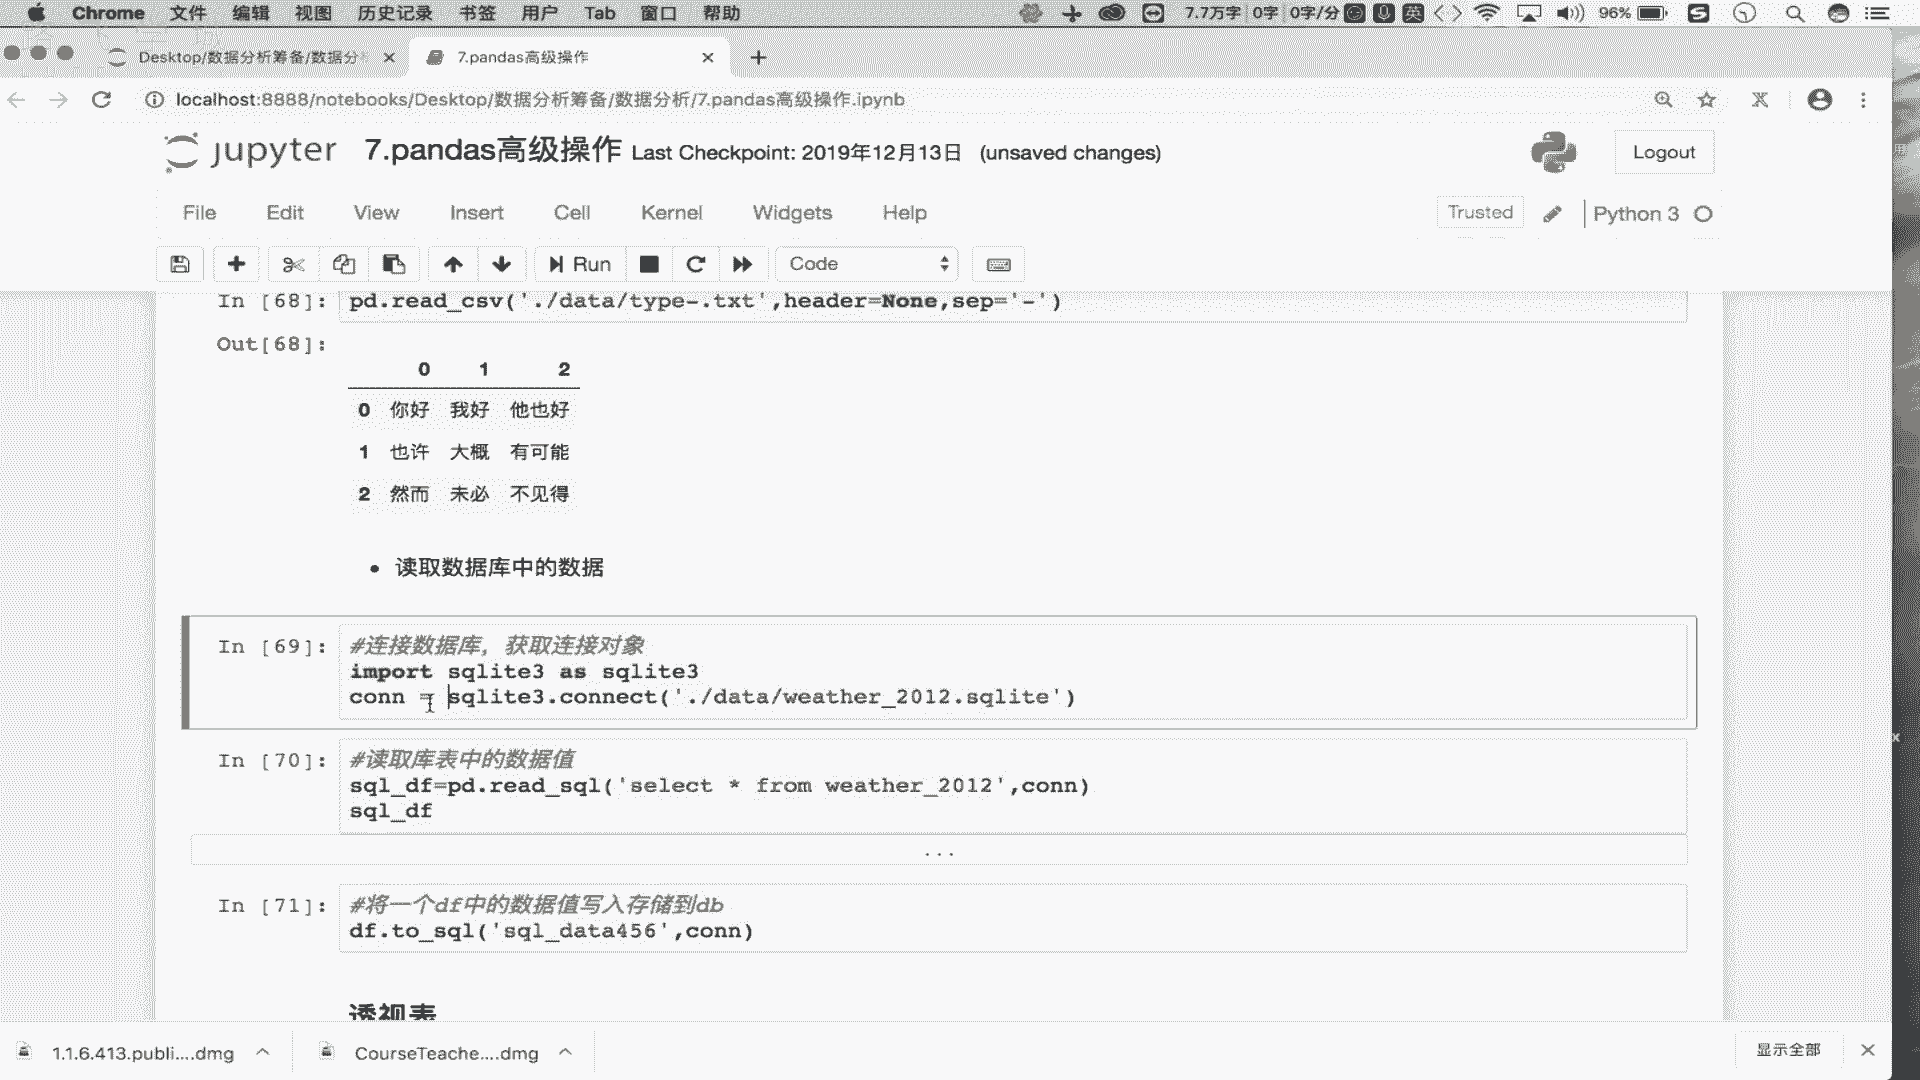 Chrome 文件 编辑 视图 历史记录 书签 用户 Tab 窗口 帮助 7.7万字 0字 0字/分 英 96%
Desktop/数据分析筹备/数据分 7.pandas高级操作
localhost:8888/notebooks/Desktop/数据分析筹备/数据分析/7.pandas高级操作.ipynb
jupyter 7.pandas高级操作 Last Checkpoint: 2019年12月13日 (unsaved changes) Logout
File Edit View Insert Cell Kernel Widgets Help Trusted Python 3
Run Code
In [68]: pd.read_csv('./data/type-.txt',header=None,sep='-')
Out[68]:
0 1 2
0 你好 我好 他也好
1 也许 大概 有可能
2 然而 未必 不见得
• 读取数据库中的数据
In [69]: #连接数据库，获取连接对象
import sqlite3 as sqlite3
conn = sqlite3.connect('./data/weather_2012.sqlite')
In [70]: #读取库表中的数据值
sql_df=pd.read_sql('select * from weather_2012',conn)
sql_df
...
In [71]: #将一个df中的数据值写入存储到db
df.to_sql('sql_data456',conn)
透视表
1.1.6.413.publi....dmg CourseTeache....dmg 显示全部